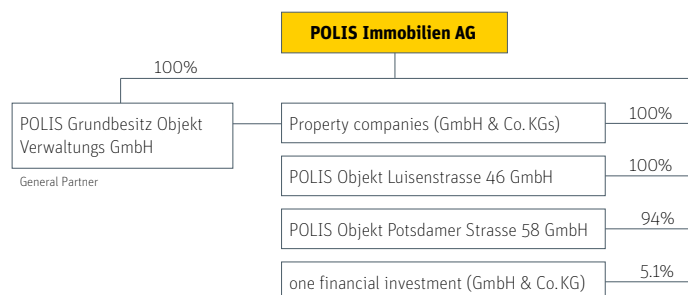 POLIS Immobilien AG
100%
POLIS Grundbesitz Objekt
Verwaltungs GmbH
General Partner
Property companies (GmbH & Co. KGs)
100%
POLIS Objekt Luisenstrasse 46 GmbH
100%
POLIS Objekt Potsdamer Strasse 58 GmbH
94%
one financial investment (GmbH & Co. KG)
5.1%